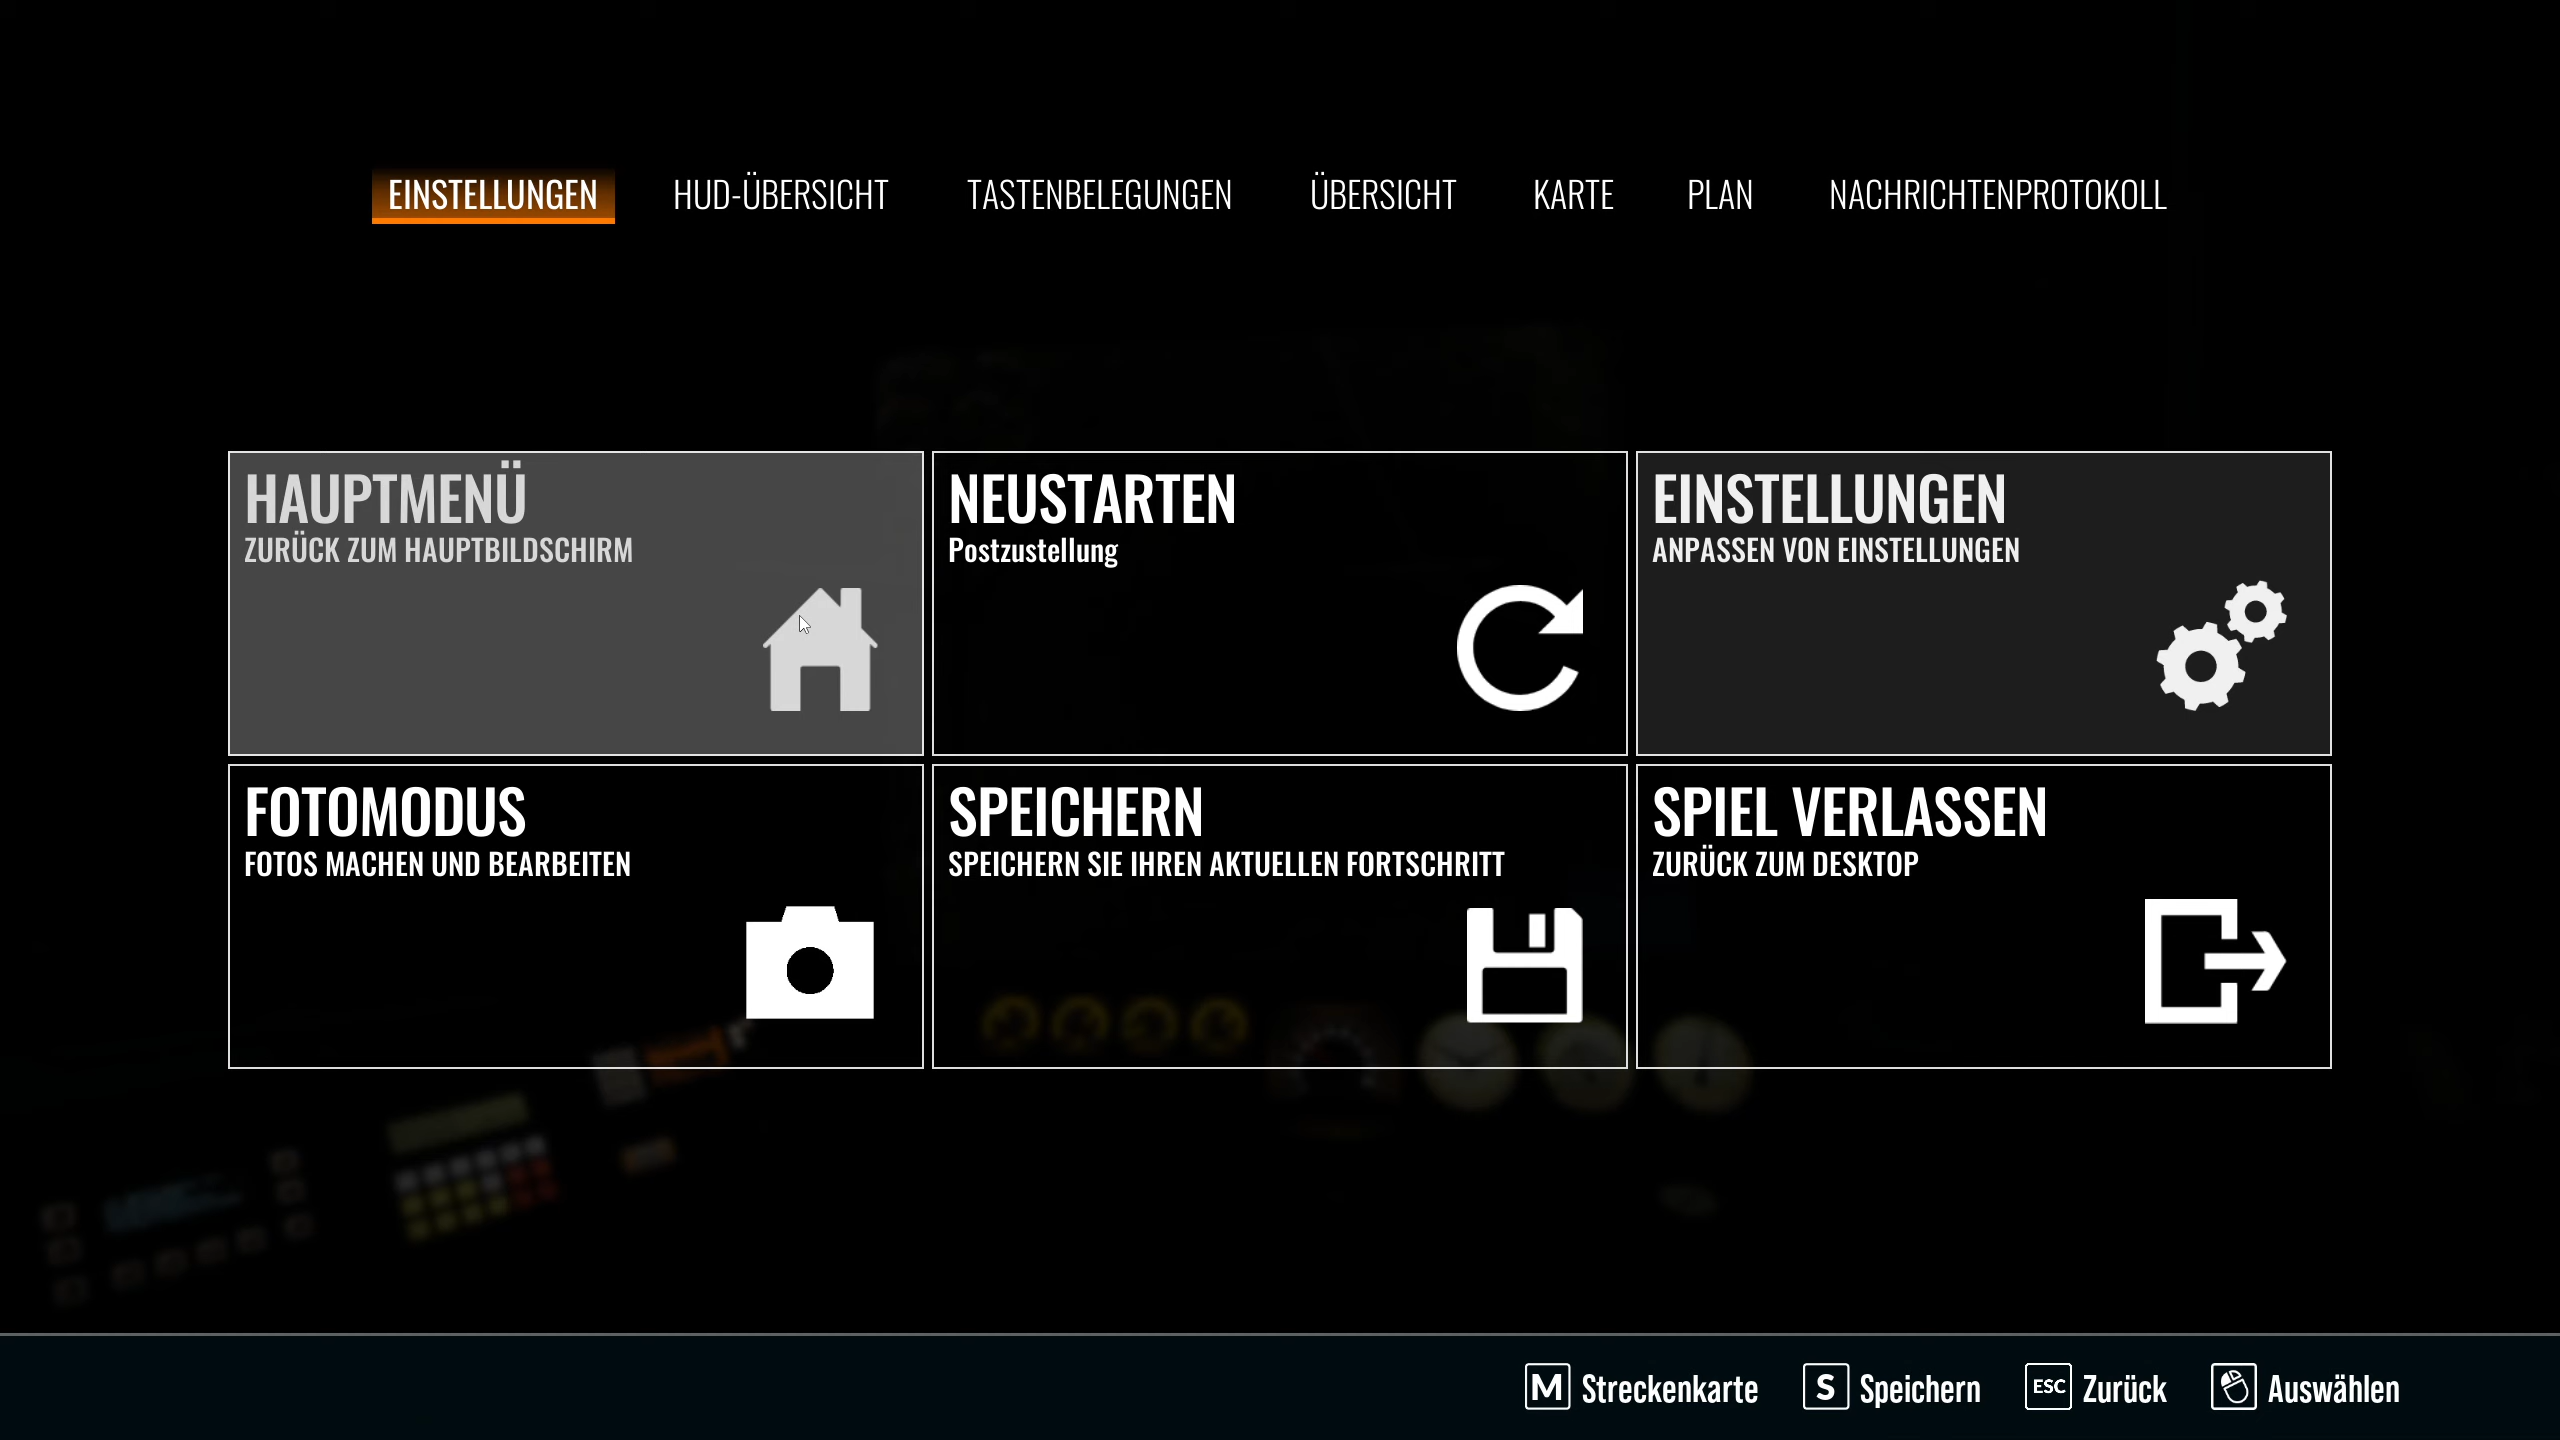 EINSTELLUNGEN HUD-ÜBERSICHT TASTENBELEGUNGEN ÜBERSICHT KARTE PLAN NACHRICHTENPROTOKOLL
HAUPTMENÜ
ZURÜCK ZUM HAUPTBILDSCHIRM
NEUSTARTEN
Postzustellung
EINSTELLUNGEN
ANPASSEN VON EINSTELLUNGEN
FOTOMODUS
FOTOS MACHEN UND BEARBEITEN
SPEICHERN
SPEICHERN SIE IHREN AKTUELLEN FORTSCHRITT
SPIEL VERLASSEN
ZURÜCK ZUM DESKTOP
M Streckenkarte S Speichern ESC Zurück Auswählen